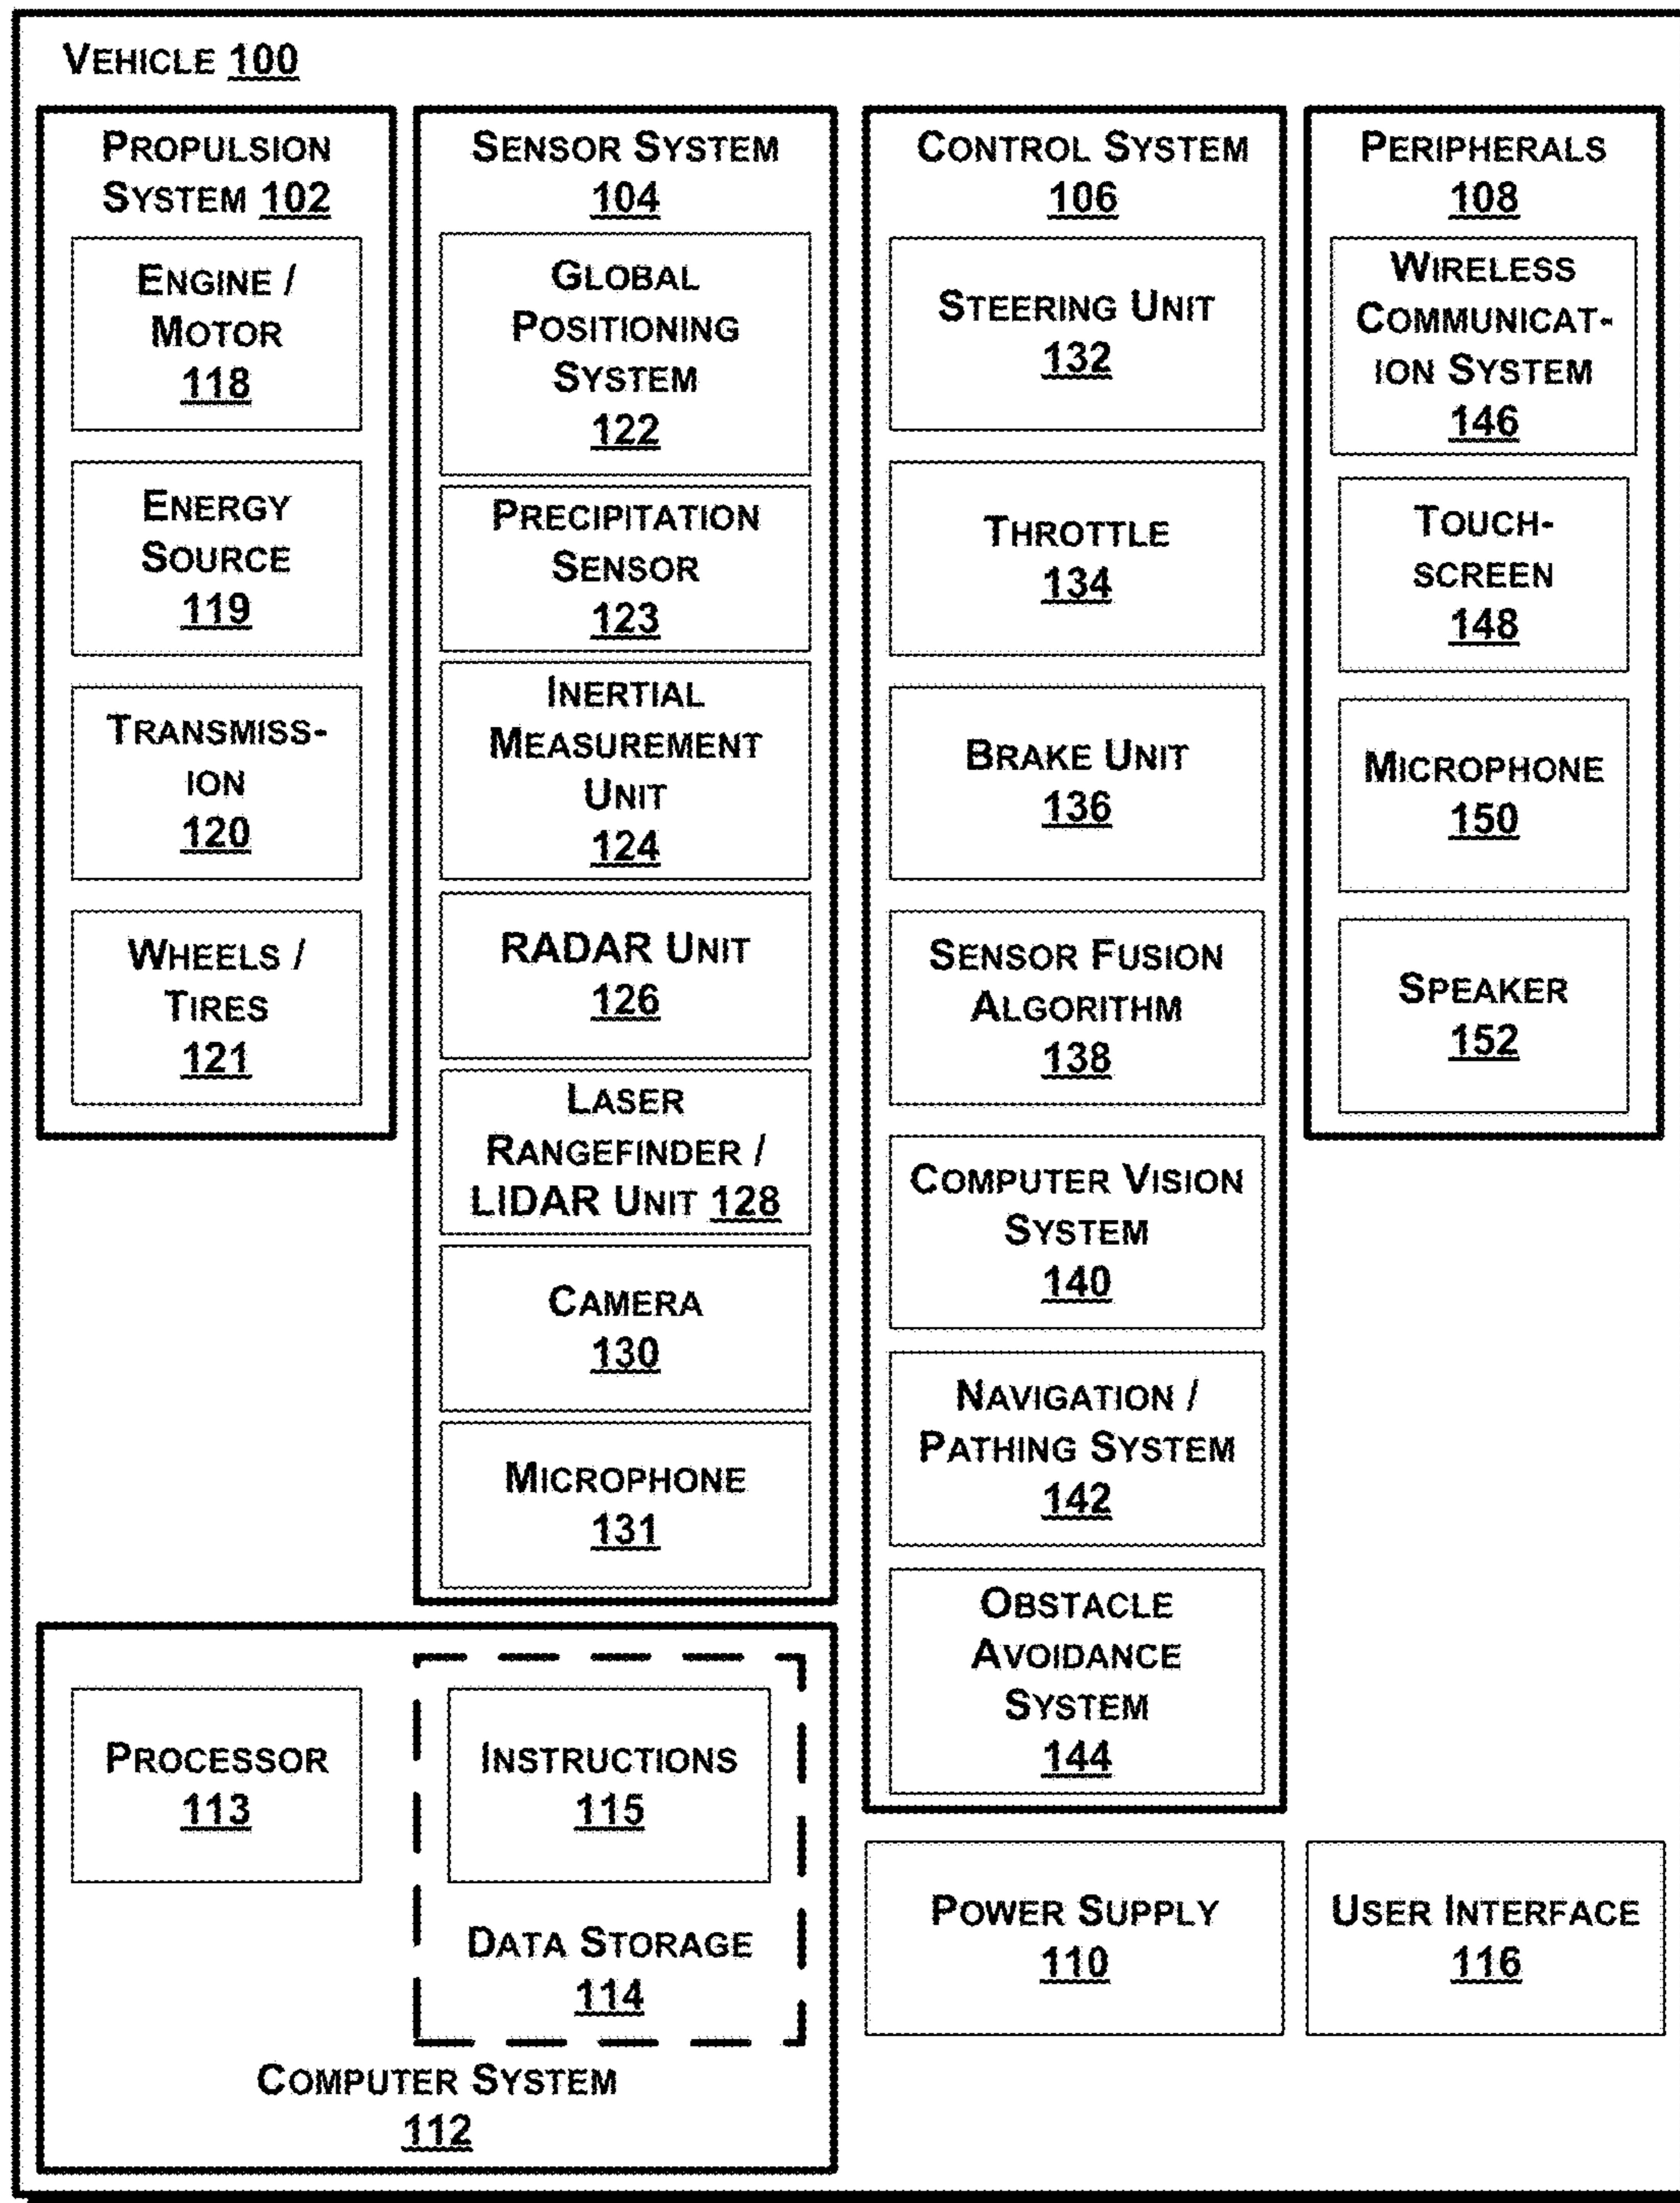 VEHICLE 100
PROPULSION
SYSTEM 102
ENGINE /
MOTOR
118
ENERGY
SOURCE
119
TRANSMISS-
ION
120
WHEELS /
TIRES
121
SENSOR SYSTEM
104
GLOBAL
POSITIONING
SYSTEM
122
PRECIPITATION
SENSOR
123
INERTIAL
MEASUREMENT
UNIT
124
RADAR UNIT
126
LASER
RANGEFINDER /
LIDAR UNIT 128
CAMERA
130
MICROPHONE
131
CONTROL SYSTEM
106
STEERING UNIT
132
THROTTLE
134
BRAKE UNIT
136
SENSOR FUSION
ALGORITHM
138
COMPUTER VISION
SYSTEM
140
NAVIGATION /
PATHING SYSTEM
142
OBSTACLE
AVOIDANCE
SYSTEM
144
PERIPHERALS
108
WIRELESS
COMMUNICAT-
ION SYSTEM
146
TOUCH-
SCREEN
148
MICROPHONE
150
SPEAKER
152
PROCESSOR
113
INSTRUCTIONS
115
DATA STORAGE
114
COMPUTER SYSTEM
112
POWER SUPPLY
110
USER INTERFACE
116